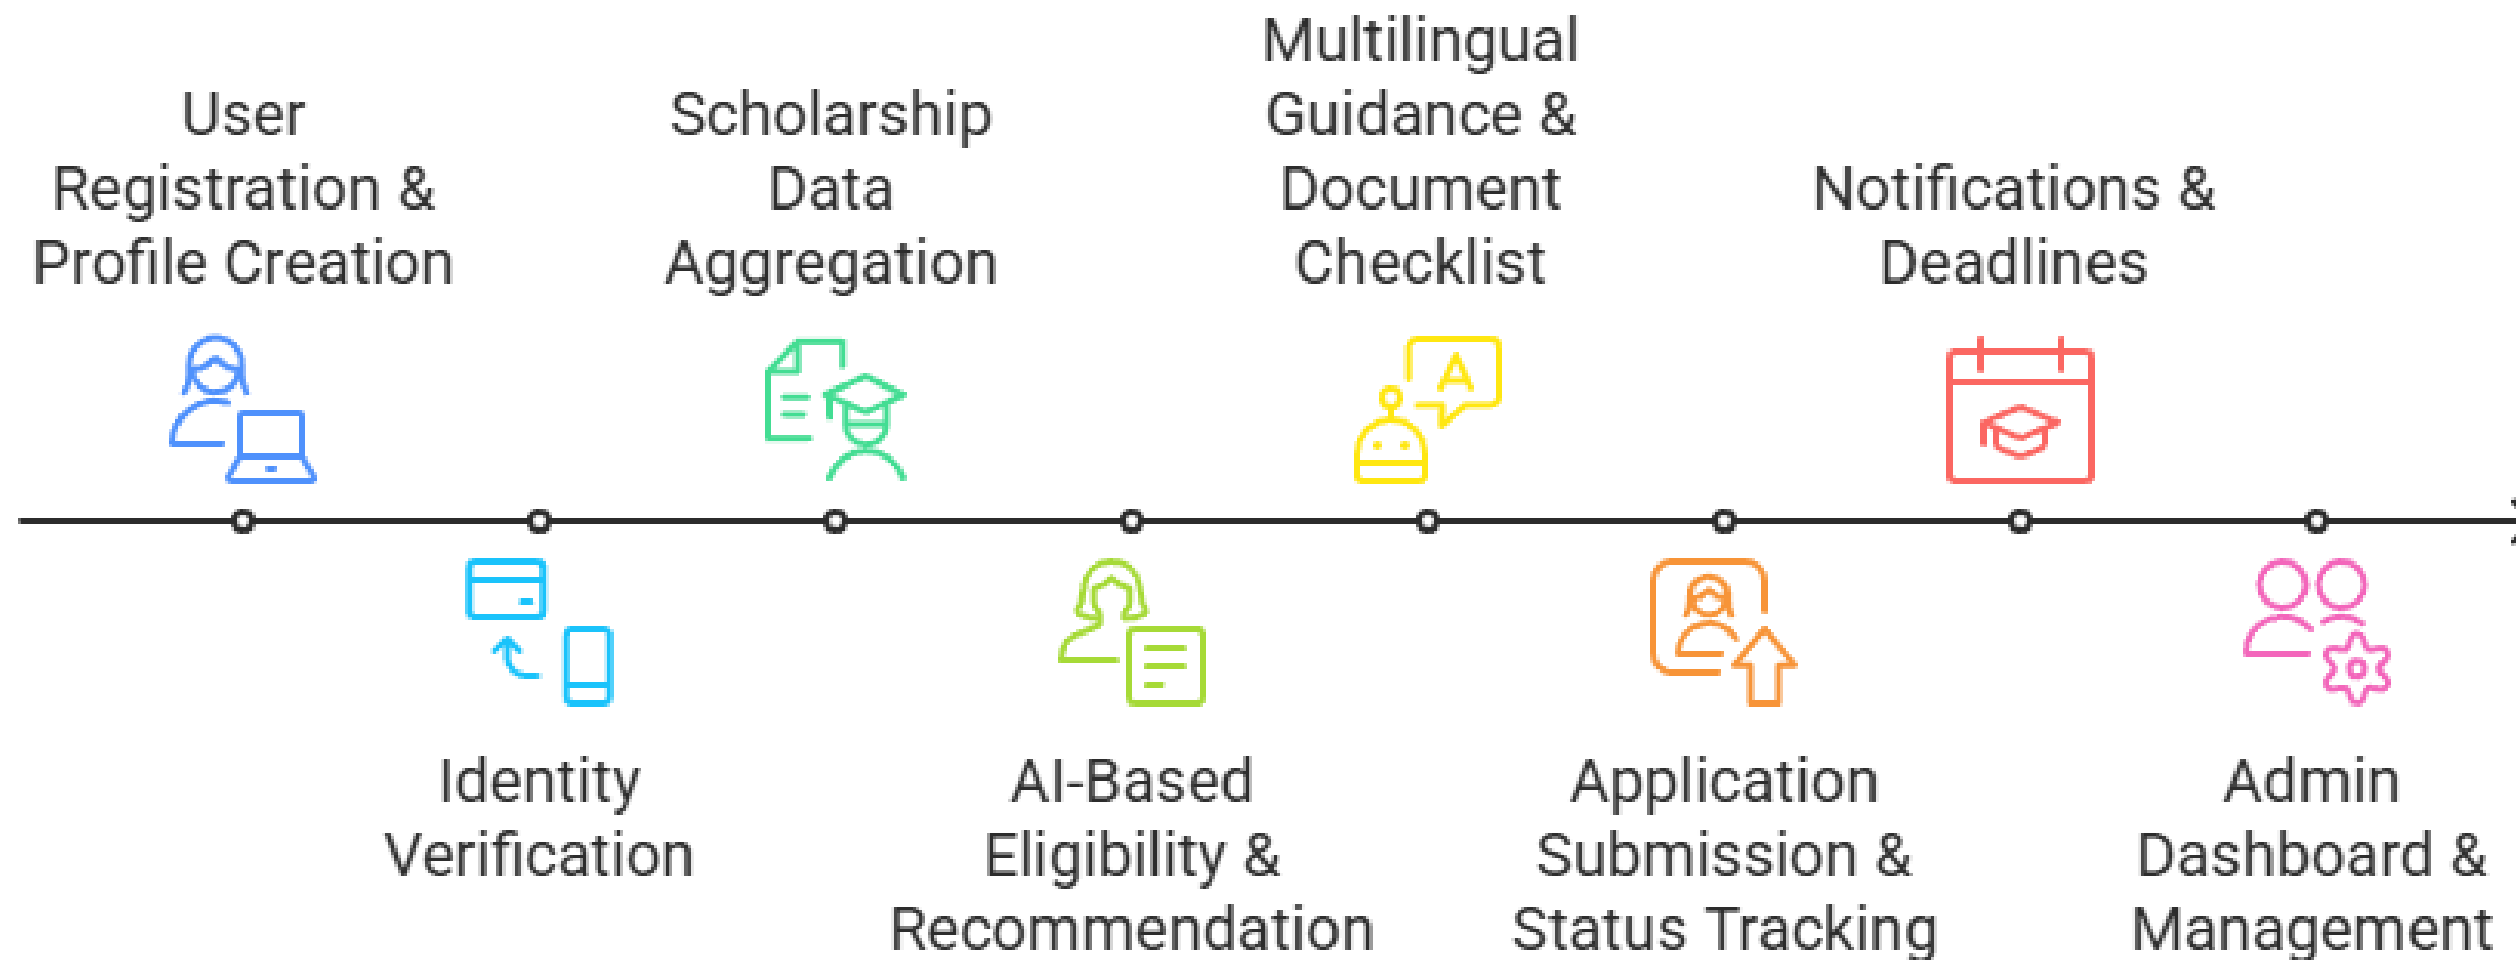 User
Registration &
Profile Creation
Identity
Verification
Scholarship
Data
Aggregation
AI-Based
Eligibility &
Recommendation
Multilingual
Guidance &
Document
Checklist
A
Application
Submission &
Status Tracking
Notifications &
Deadlines
Admin
Dashboard &
Management